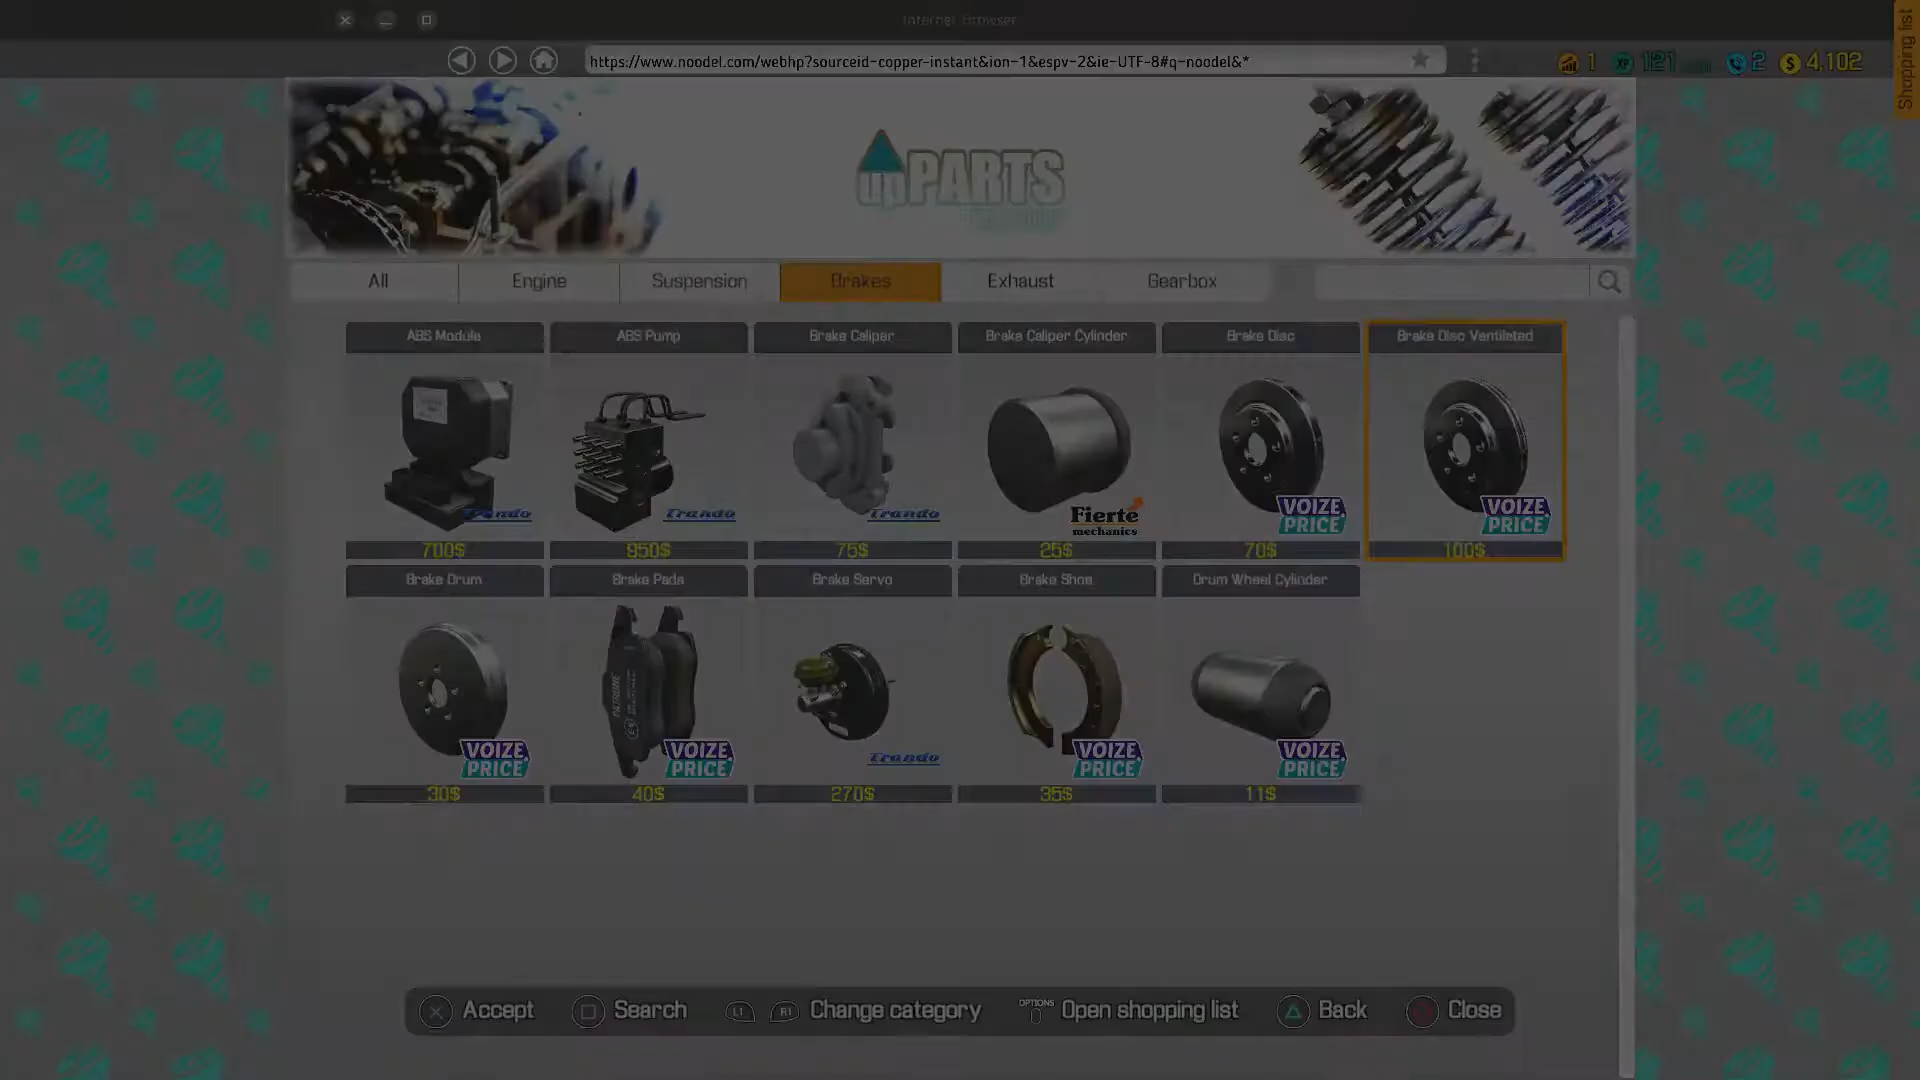 Internet Browser
https://www.noodel.com/webhp?sourceid-copper-instant&ion-1&espv-2&ie-UTF-8#q-noodel&*
1 XP 121 2 $ 4,102
Shopping list
upPARTS
All Engine Suspension Brakes Exhaust Gearbox
ABS Module ABS Pump Brake Caliper Brake Caliper Cylinder Brake Disc Brake Disc Ventileted
Trando Trando Trando Fierte mechanics VOIZE PRICE VOIZE PRICE
700$ 950$ 75$ 25$ 70$ 100$
Brake Drum Brake Pads Brake Servo Brake Shoe Drum Wheel Cylinder
VOIZE PRICE VOIZE PRICE Trando VOIZE PRICE VOIZE PRICE
30$ 40$ 270$ 35$ 11$
Accept Search L1 R1 Change category OPTIONS Open shopping list Back Close